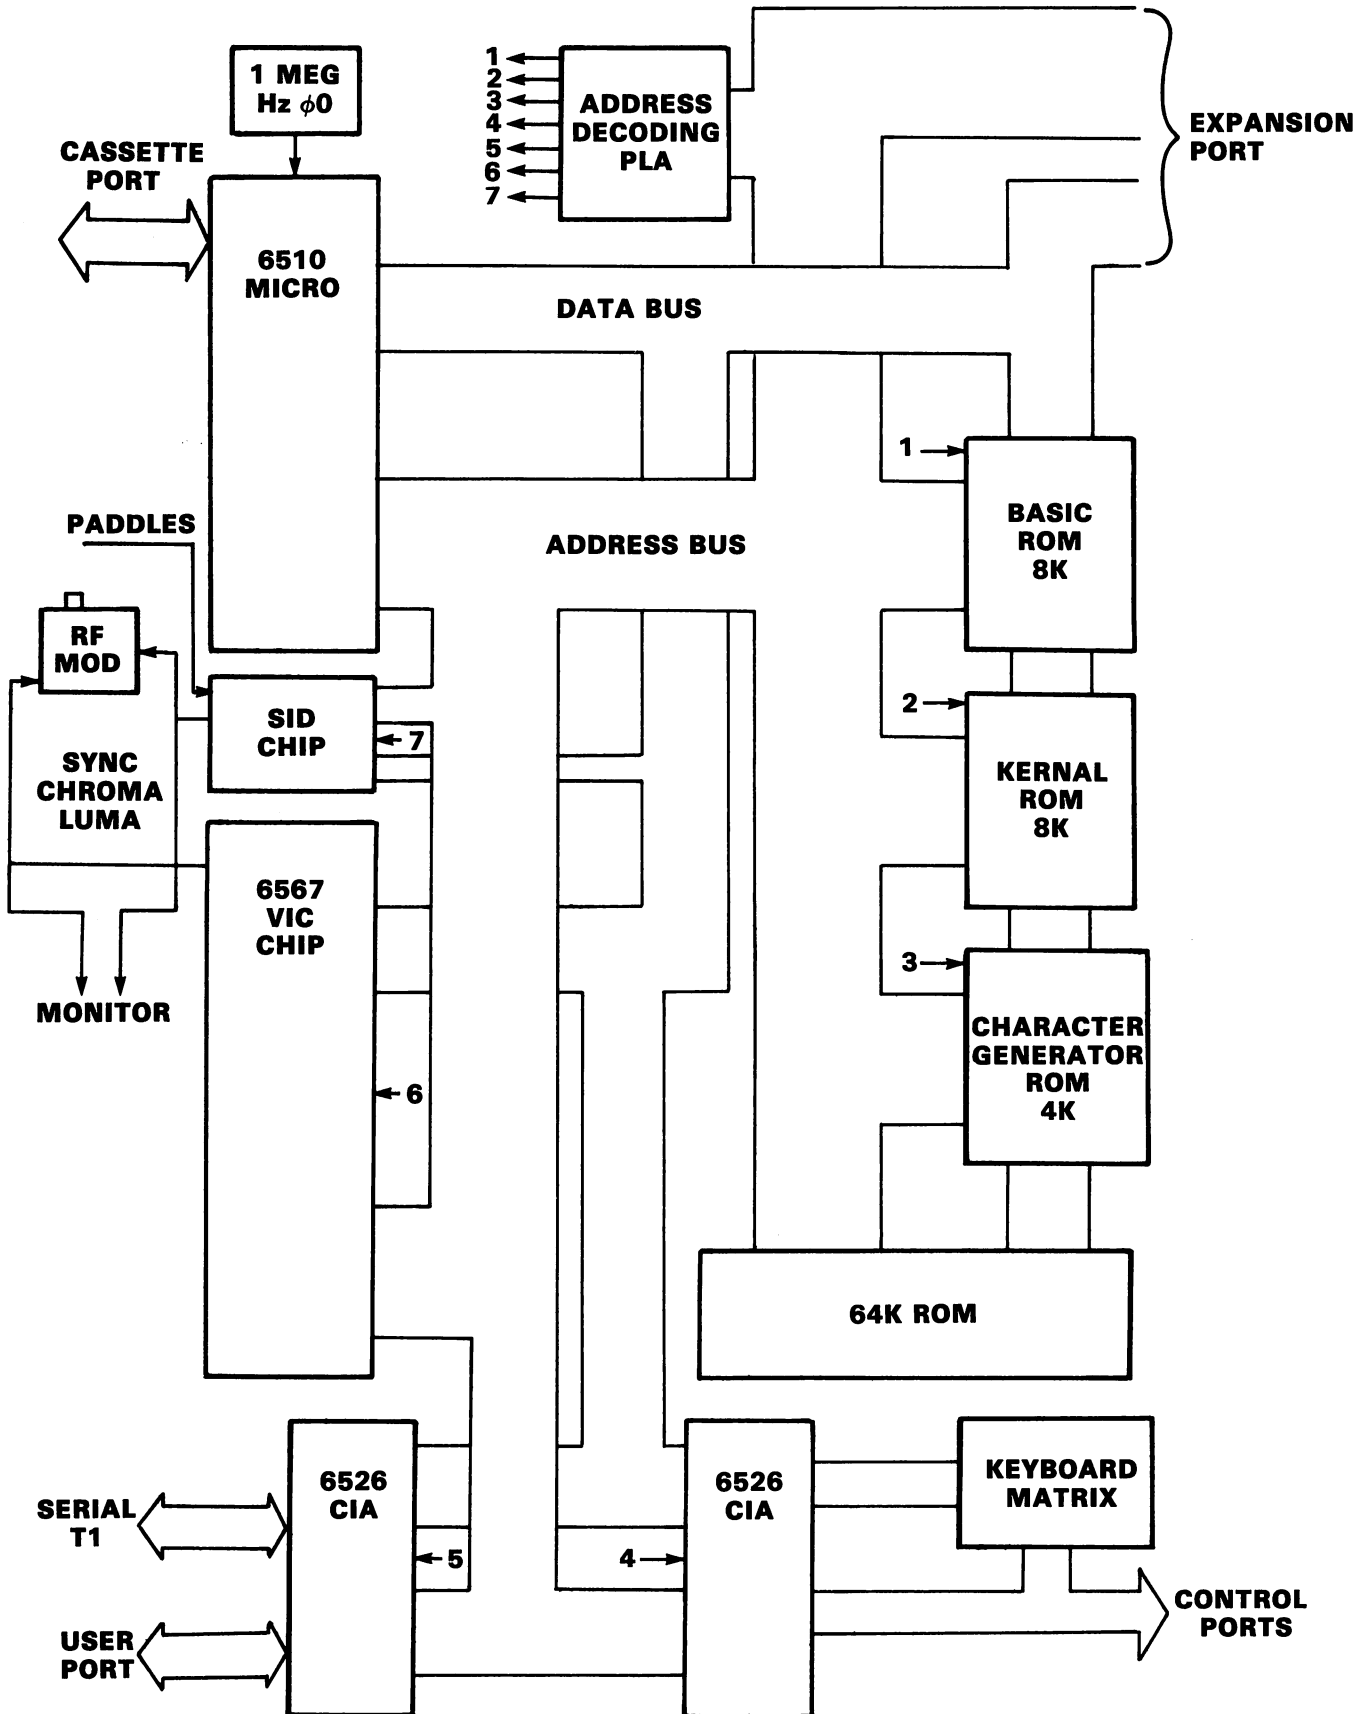 1 MEG
Hz ϕ0
1
2
3
4
5
6
7
ADDRESS
DECODING
PLA
EXPANSION
PORT
CASSETTE
PORT
6510
MICRO
DATA BUS
1
BASIC
ROM
8K
PADDLES
ADDRESS BUS
RF
MOD
2
SID
CHIP
7
KERNAL
ROM
8K
SYNC
CHROMA
LUMA
6567
VIC
CHIP
3
MONITOR
CHARACTER
GENERATOR
ROM
4K
6
64K ROM
6526
CIA
6526
CIA
KEYBOARD
MATRIX
SERIAL
T1
5
4
CONTROL
PORTS
USER
PORT